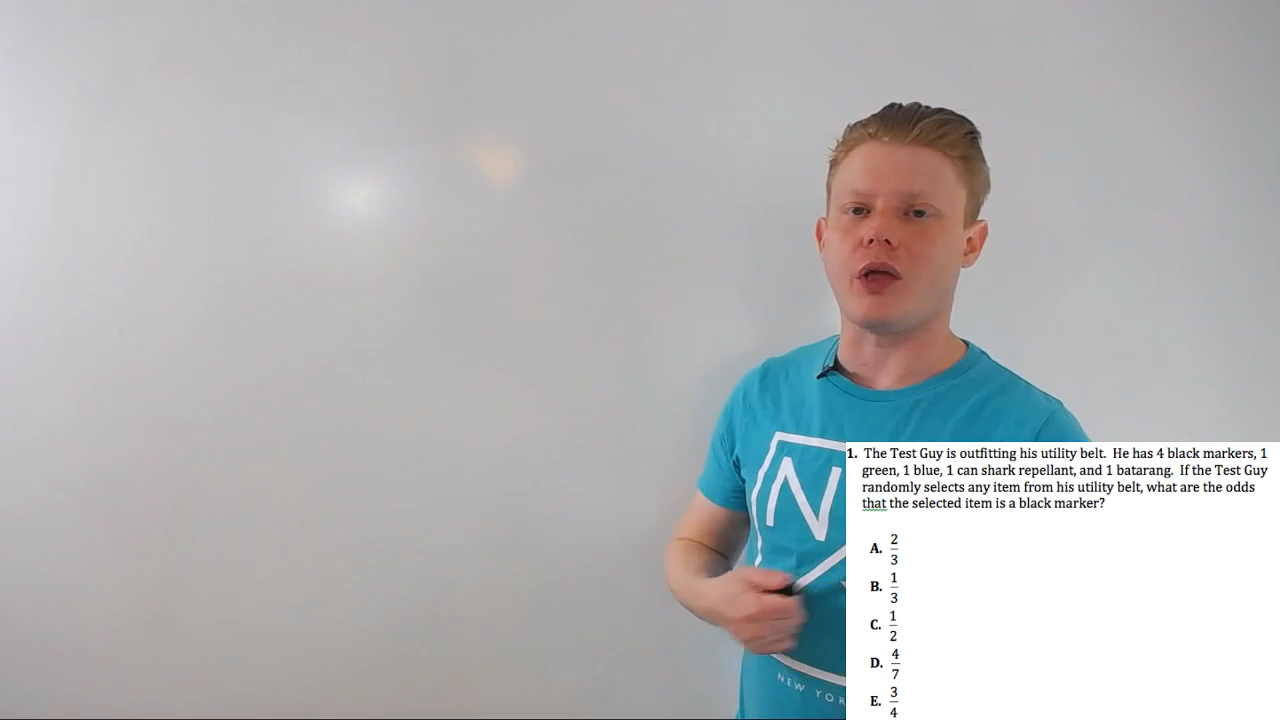 N
NEW YOR
1. The Test Guy is outfitting his utility belt. He has 4 black markers, 1
green, 1 blue, 1 can shark repellant, and 1 batarang. If the Test Guy
randomly selects any item from his utility belt, what are the odds
that the selected item is a black marker?
A. 2/3
B. 1/3
C. 1/2
D. 4/7
E. 3/4